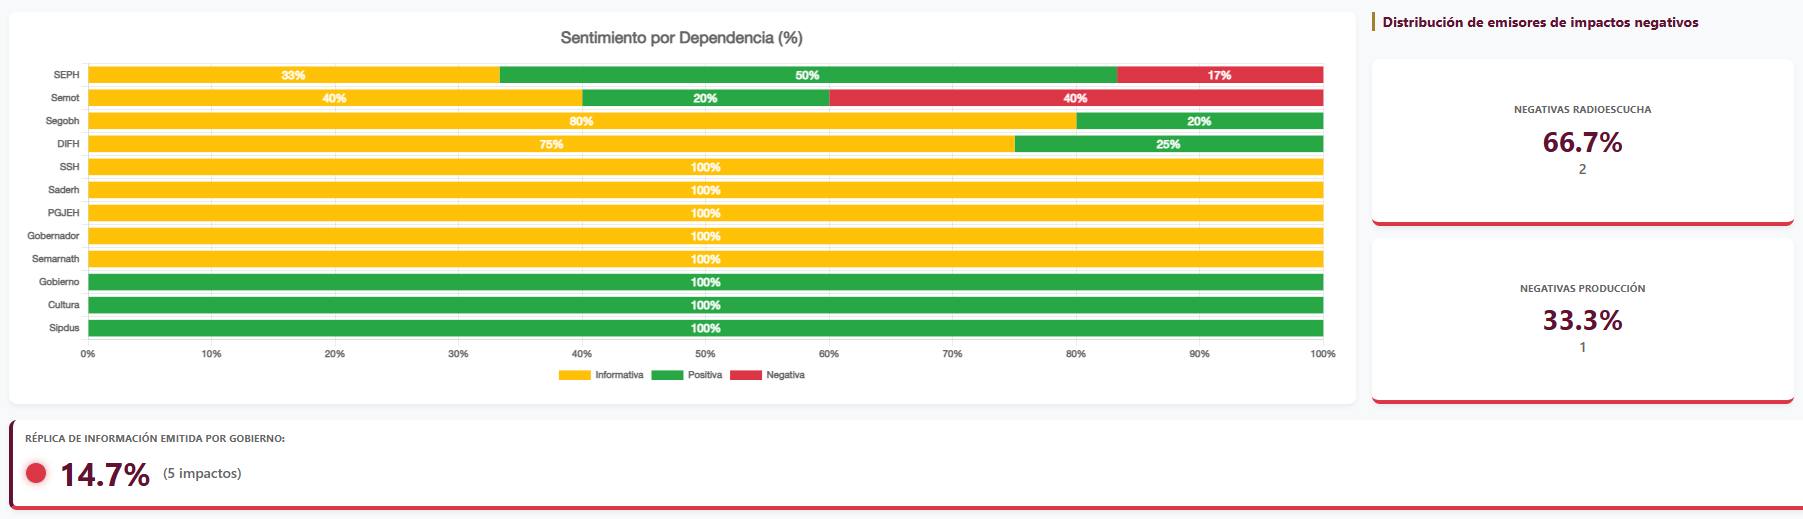 Sentimiento por Dependencia (%)
SEPH 33% 50% 17%
Semot 40% 20% 40%
Segobh 80% 20%
DIFH 75% 25%
SSH 100%
Saderh 100%
PGJEH 100%
Gobernador 100%
Semarnath 100%
Gobierno 100%
Cultura 100%
Sipdus 100%
0% 10% 20% 30% 40% 50% 60% 70% 80% 90% 100%
Informativa Positiva Negativa
Distribución de emisores de impactos negativos
NEGATIVAS RADIOESCUCHA
66.7%
2
NEGATIVAS PRODUCCIÓN
33.3%
1
RÉPLICA DE INFORMACIÓN EMITIDA POR GOBIERNO:
14.7% (5 impactos)